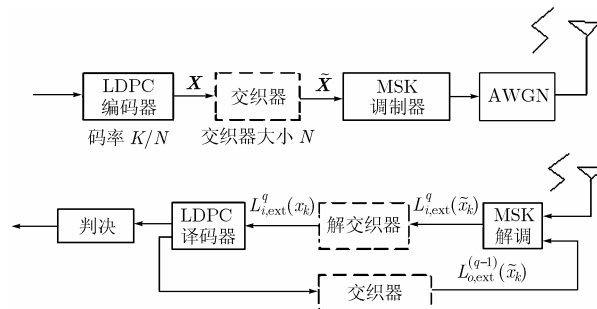 LDPC
编码器
X
交织器
X̃
MSK
调制器
AWGN
码率 K/N
交织器大小 N
判决
LDPC
译码器
L^q_{i,ext}(x_k)
解交织器
L^q_{i,ext}(x̃_k)
MSK
解调
L^{(q-1)}_{o,ext}(x̃_k)
交织器